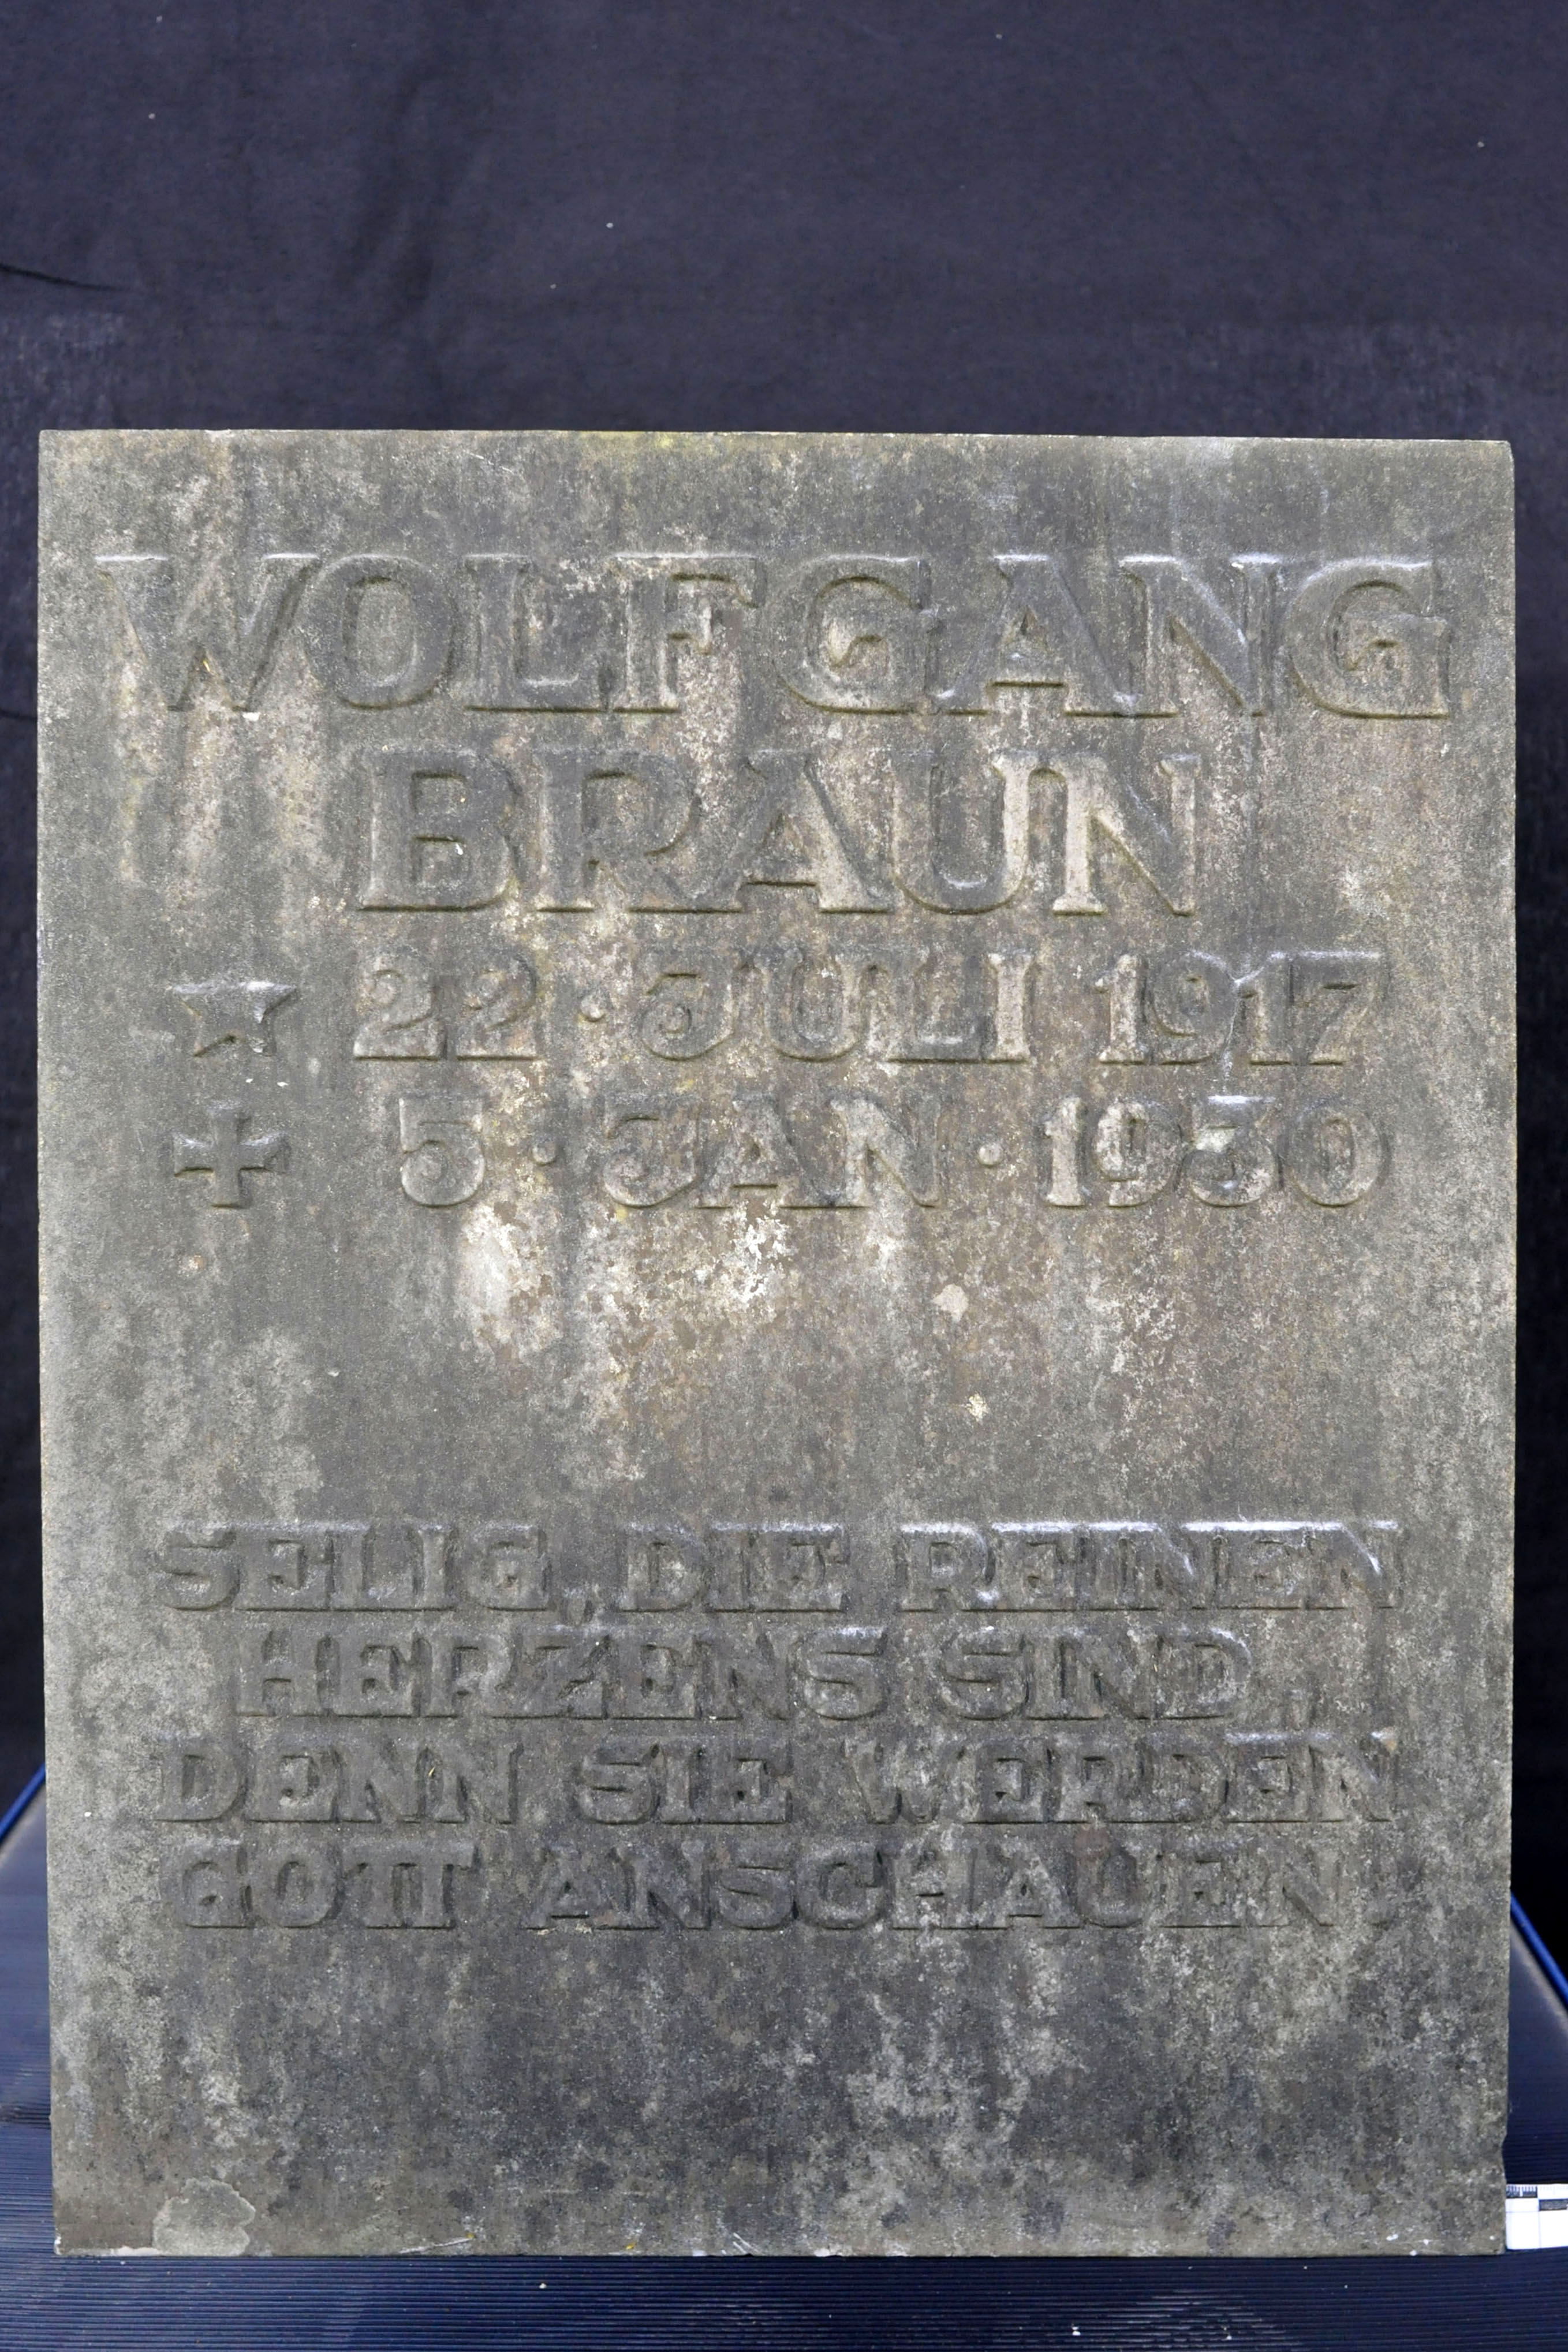 WOLFGANG
BRAUN
★ 22·JULI 1917
✚ 5·JAN·1930
SELIG, DIE REINEN
HERZENS SIND,
DENN SIE WERDEN
GOTT ANSCHAUEN.